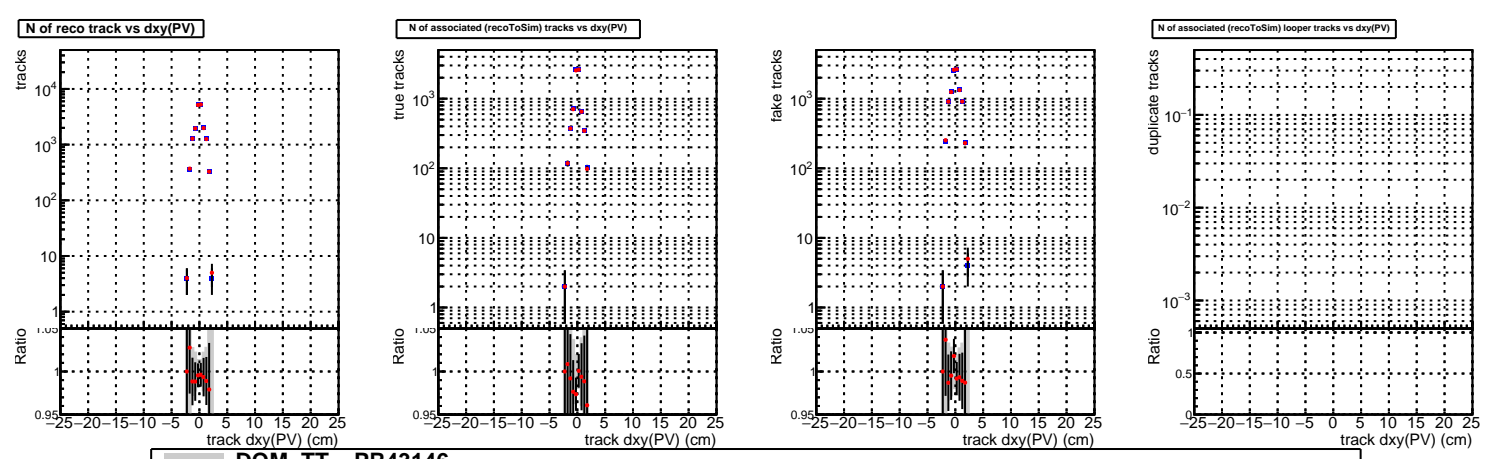 N of reco track vs dxy(PV)
tracks
10^4
10^3
10^2
10
1
Ratio
1.05
1
0.95
−25 −20 −15 −10 −5 0 5 10 15 20 25
track dxy(PV) (cm)
N of associated (recoToSim) tracks vs dxy(PV)
true tracks
10^3
10^2
10
1
Ratio
1.05
1
0.95
−25 −20 −15 −10 −5 0 5 10 15 20 25
track dxy(PV) (cm)
fake tracks
10^3
10^2
10
1
Ratio
1.05
1
0.95
−25 −20 −15 −10 −5 0 5 10 15 20 25
track dxy(PV) (cm)
N of associated (recoToSim) looper tracks vs dxy(PV)
duplicate tracks
10^−1
10^−2
10^−3
Ratio
1
0.5
0
−25 −20 −15 −10 −5 0 5 10 15 20 25
track dxy(PV) (cm)